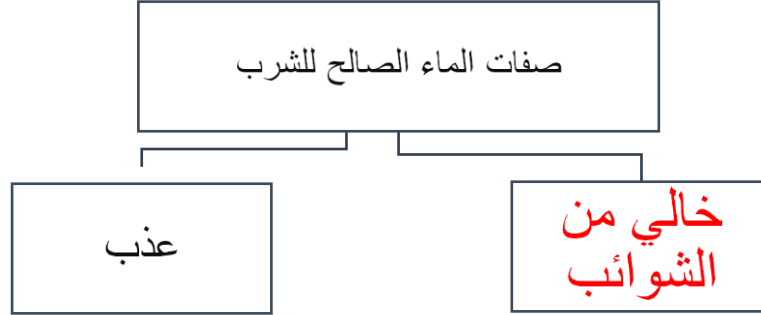 صفات الماء الصالح للشرب
خالي من
الشوائب
عذب